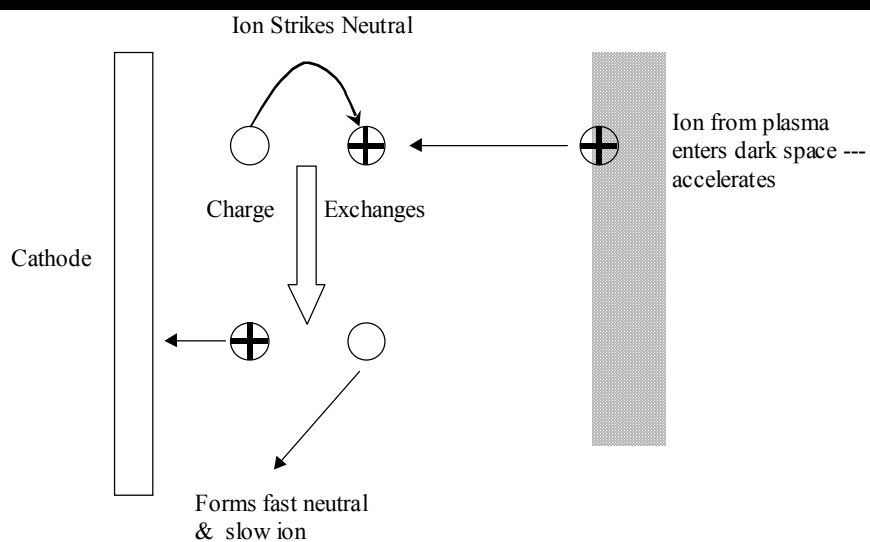 Ion Strikes Neutral
Ion from plasma
enters dark space ---
accelerates
Charge
Exchanges
Cathode
Forms fast neutral
& slow ion